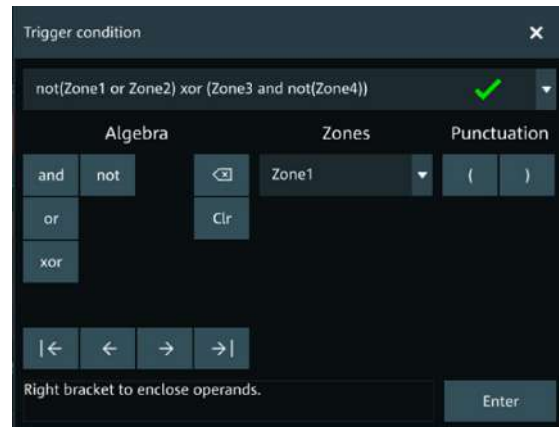 Trigger condition
not(Zone1 or Zone2) xor (Zone3 and not(Zone4))
Algebra Zones Punctuation
and not Zone1 ( )
or Clr
xor
Right bracket to enclose operands.
Enter